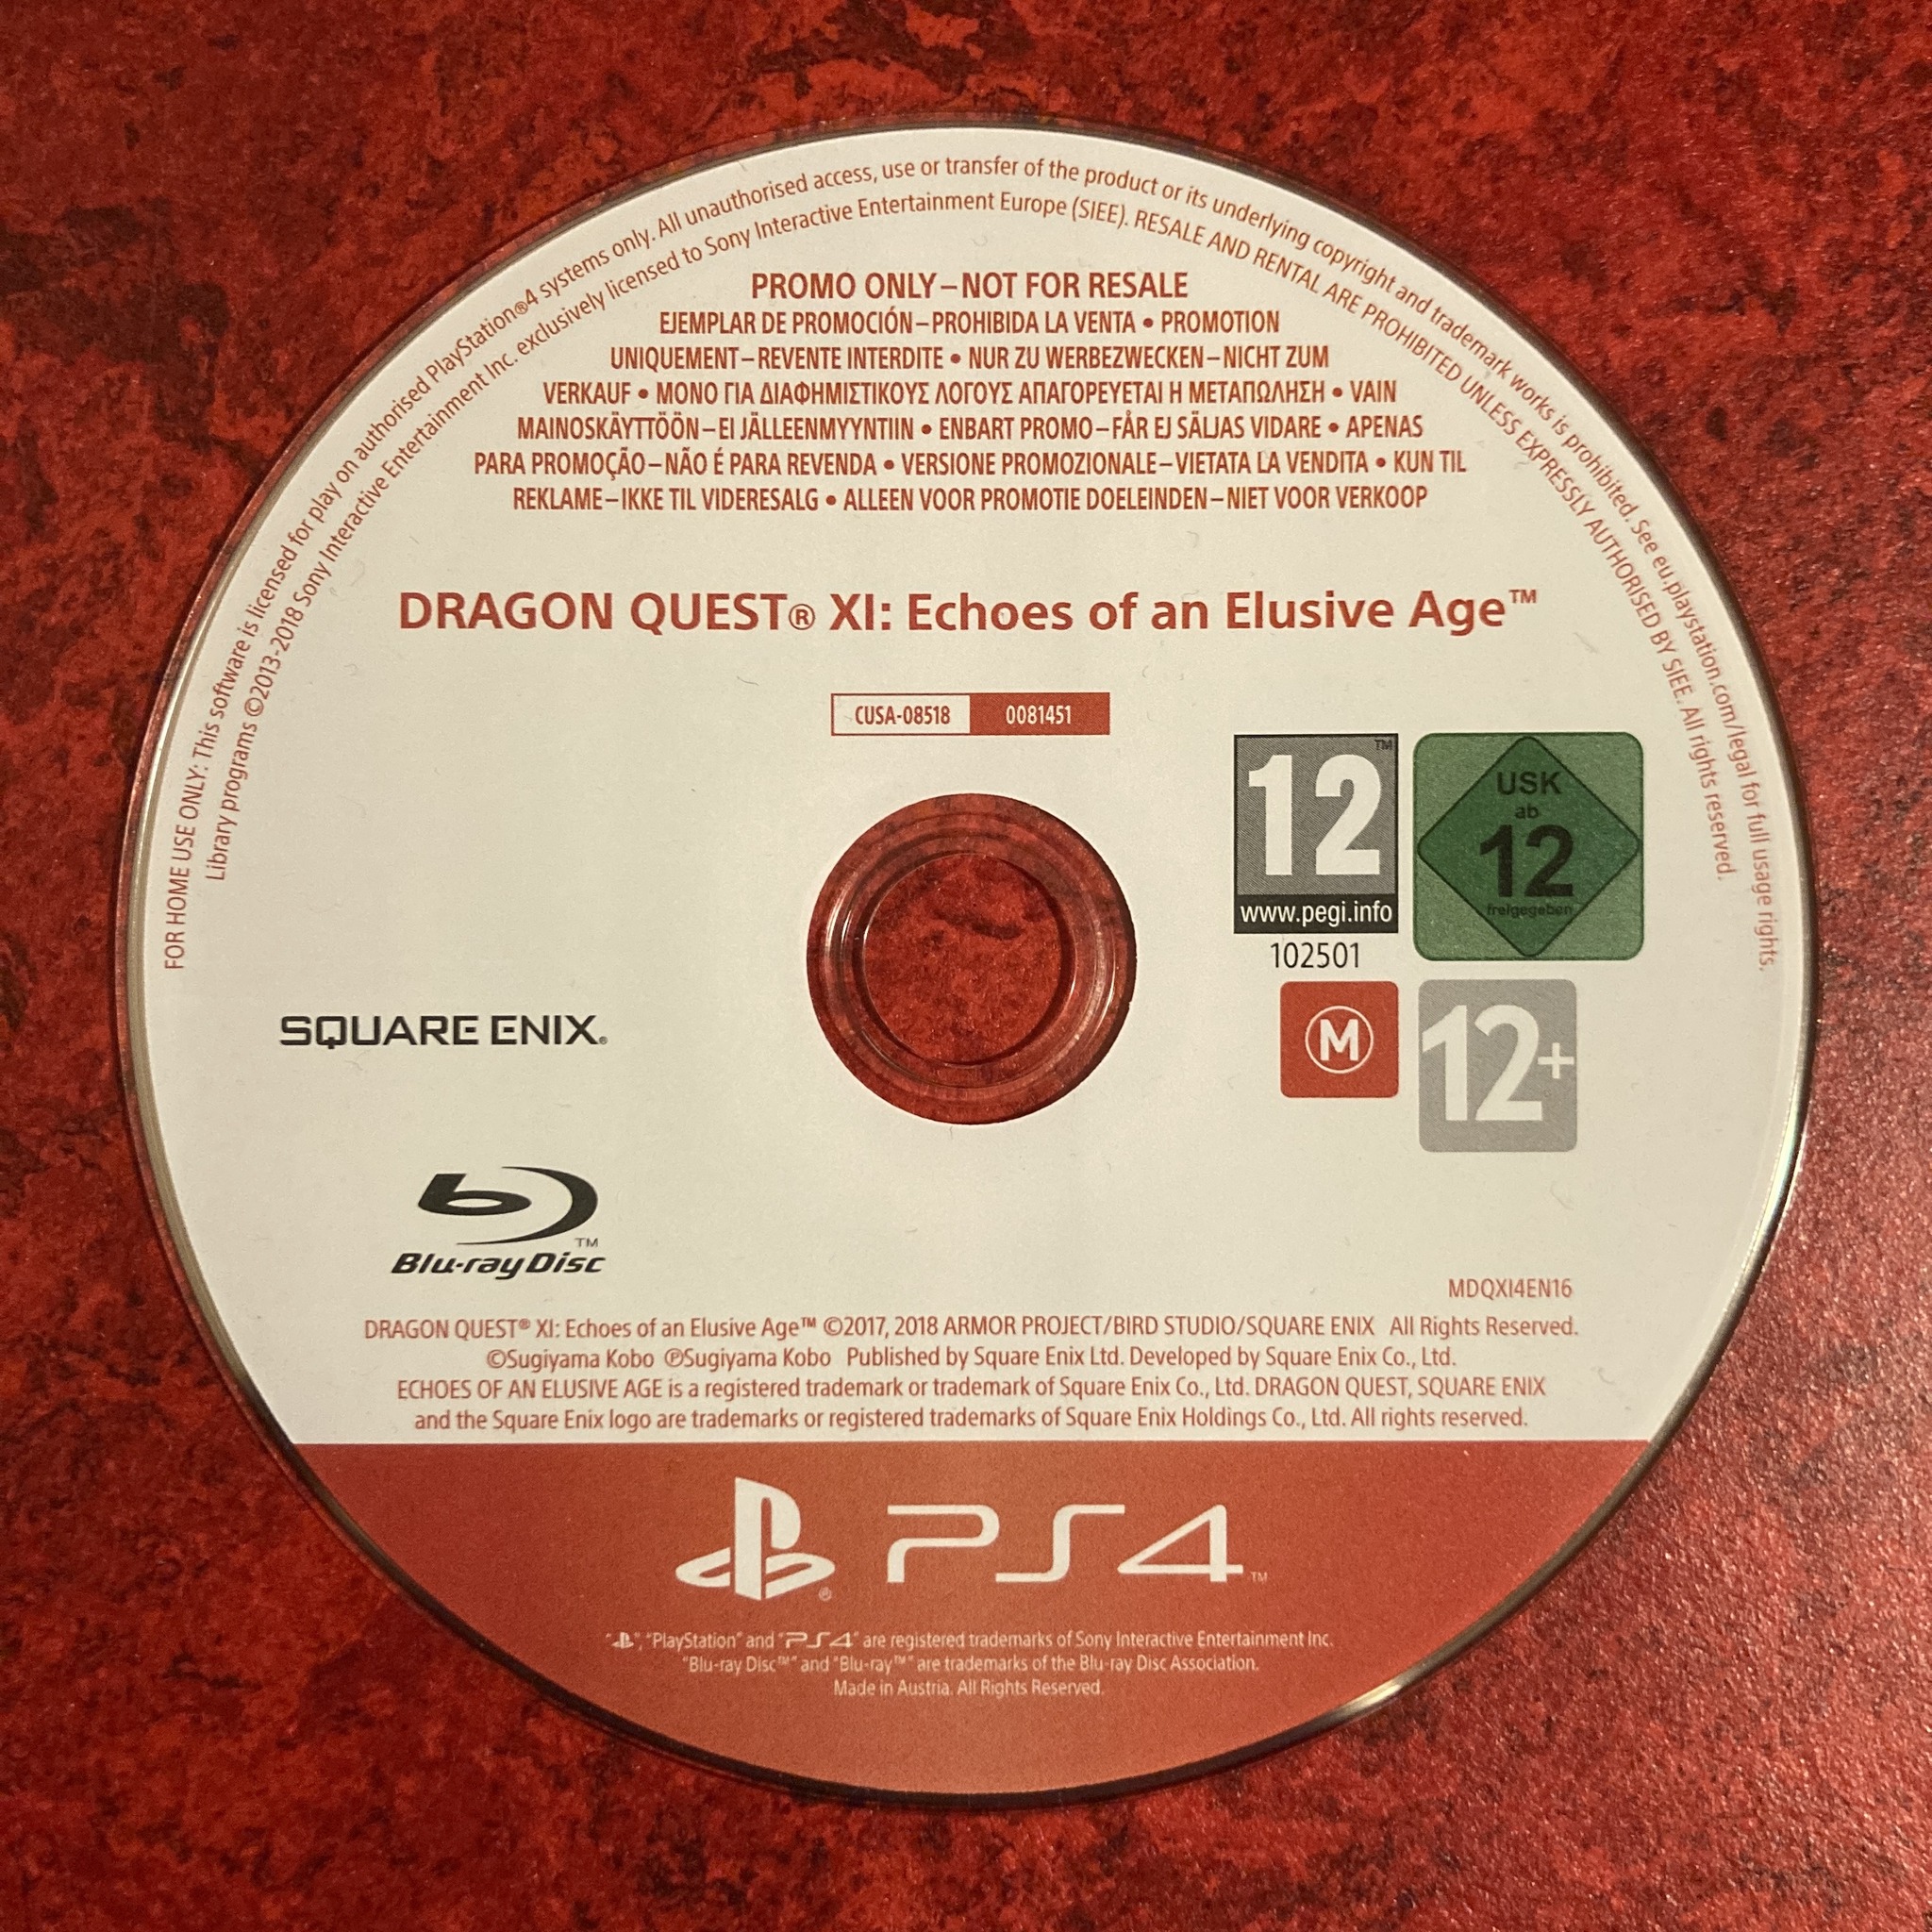 FOR HOME USE ONLY: This software is licensed for play on authorised PlayStation®4 systems only. All unauthorised access, use or transfer of the product or its underlying copyright and trademark works is prohibited. See eu.playstation.com/legal for full usage rights.
Library programs ©2013-2018 Sony Interactive Entertainment Inc. exclusively licensed to Sony Interactive Entertainment Europe (SIEE). RESALE AND RENTAL ARE PROHIBITED UNLESS EXPRESSLY AUTHORISED BY SIEE. All rights reserved.
PROMO ONLY–NOT FOR RESALE
EJEMPLAR DE PROMOCIÓN–PROHIBIDA LA VENTA • PROMOTION
UNIQUEMENT–REVENTE INTERDITE • NUR ZU WERBEZWECKEN–NICHT ZUM
VERKAUF • ΜΟΝΟ ΓΙΑ ΔΙΑΦΗΜΙΣΤΙΚΟΥΣ ΛΟΓΟΥΣ ΑΠΑΓΟΡΕΥΕΤΑΙ Η ΜΕΤΑΠΩΛΗΣΗ • VAIN
MAINOSKÄYTTÖÖN–EI JÄLLEENMYYNTIIN • ENBART PROMO–FÅR EJ SÄLJAS VIDARE • APENAS
PARA PROMOÇÃO–NÃO É PARA REVENDA • VERSIONE PROMOZIONALE–VIETATA LA VENDITA • KUN TIL
REKLAME–IKKE TIL VIDERESALG • ALLEEN VOOR PROMOTIE DOELEINDEN–NIET VOOR VERKOOP
DRAGON QUEST® XI: Echoes of an Elusive Age™
CUSA-08518 0081451
12™
www.pegi.info
102501
USK
ab
12
freigegeben
M
12+
SQUARE ENIX®
™
Blu-ray Disc
MDQXI4EN16
DRAGON QUEST® XI: Echoes of an Elusive Age™ ©2017, 2018 ARMOR PROJECT/BIRD STUDIO/SQUARE ENIX All Rights Reserved.
©Sugiyama Kobo ℗Sugiyama Kobo Published by Square Enix Ltd. Developed by Square Enix Co., Ltd.
ECHOES OF AN ELUSIVE AGE is a registered trademark or trademark of Square Enix Co., Ltd. DRAGON QUEST, SQUARE ENIX
and the Square Enix logo are trademarks or registered trademarks of Square Enix Holdings Co., Ltd. All rights reserved.
® PS4™
" ", "PlayStation" and "PS4" are registered trademarks of Sony Interactive Entertainment Inc.
"Blu-ray Disc™" and "Blu-ray™" are trademarks of the Blu-ray Disc Association.
Made in Austria. All Rights Reserved.